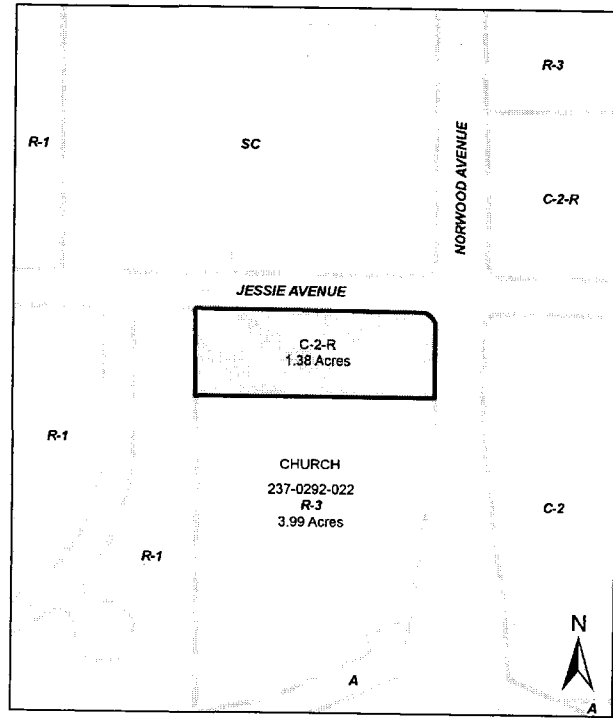 R-3
R-1
SC
NORWOOD AVENUE
C-2-R
JESSIE AVENUE
C-2-R
1.38 Acres
R-1
CHURCH
237-0292-022
R-3
3.99 Acres
C-2
R-1
N
A
A